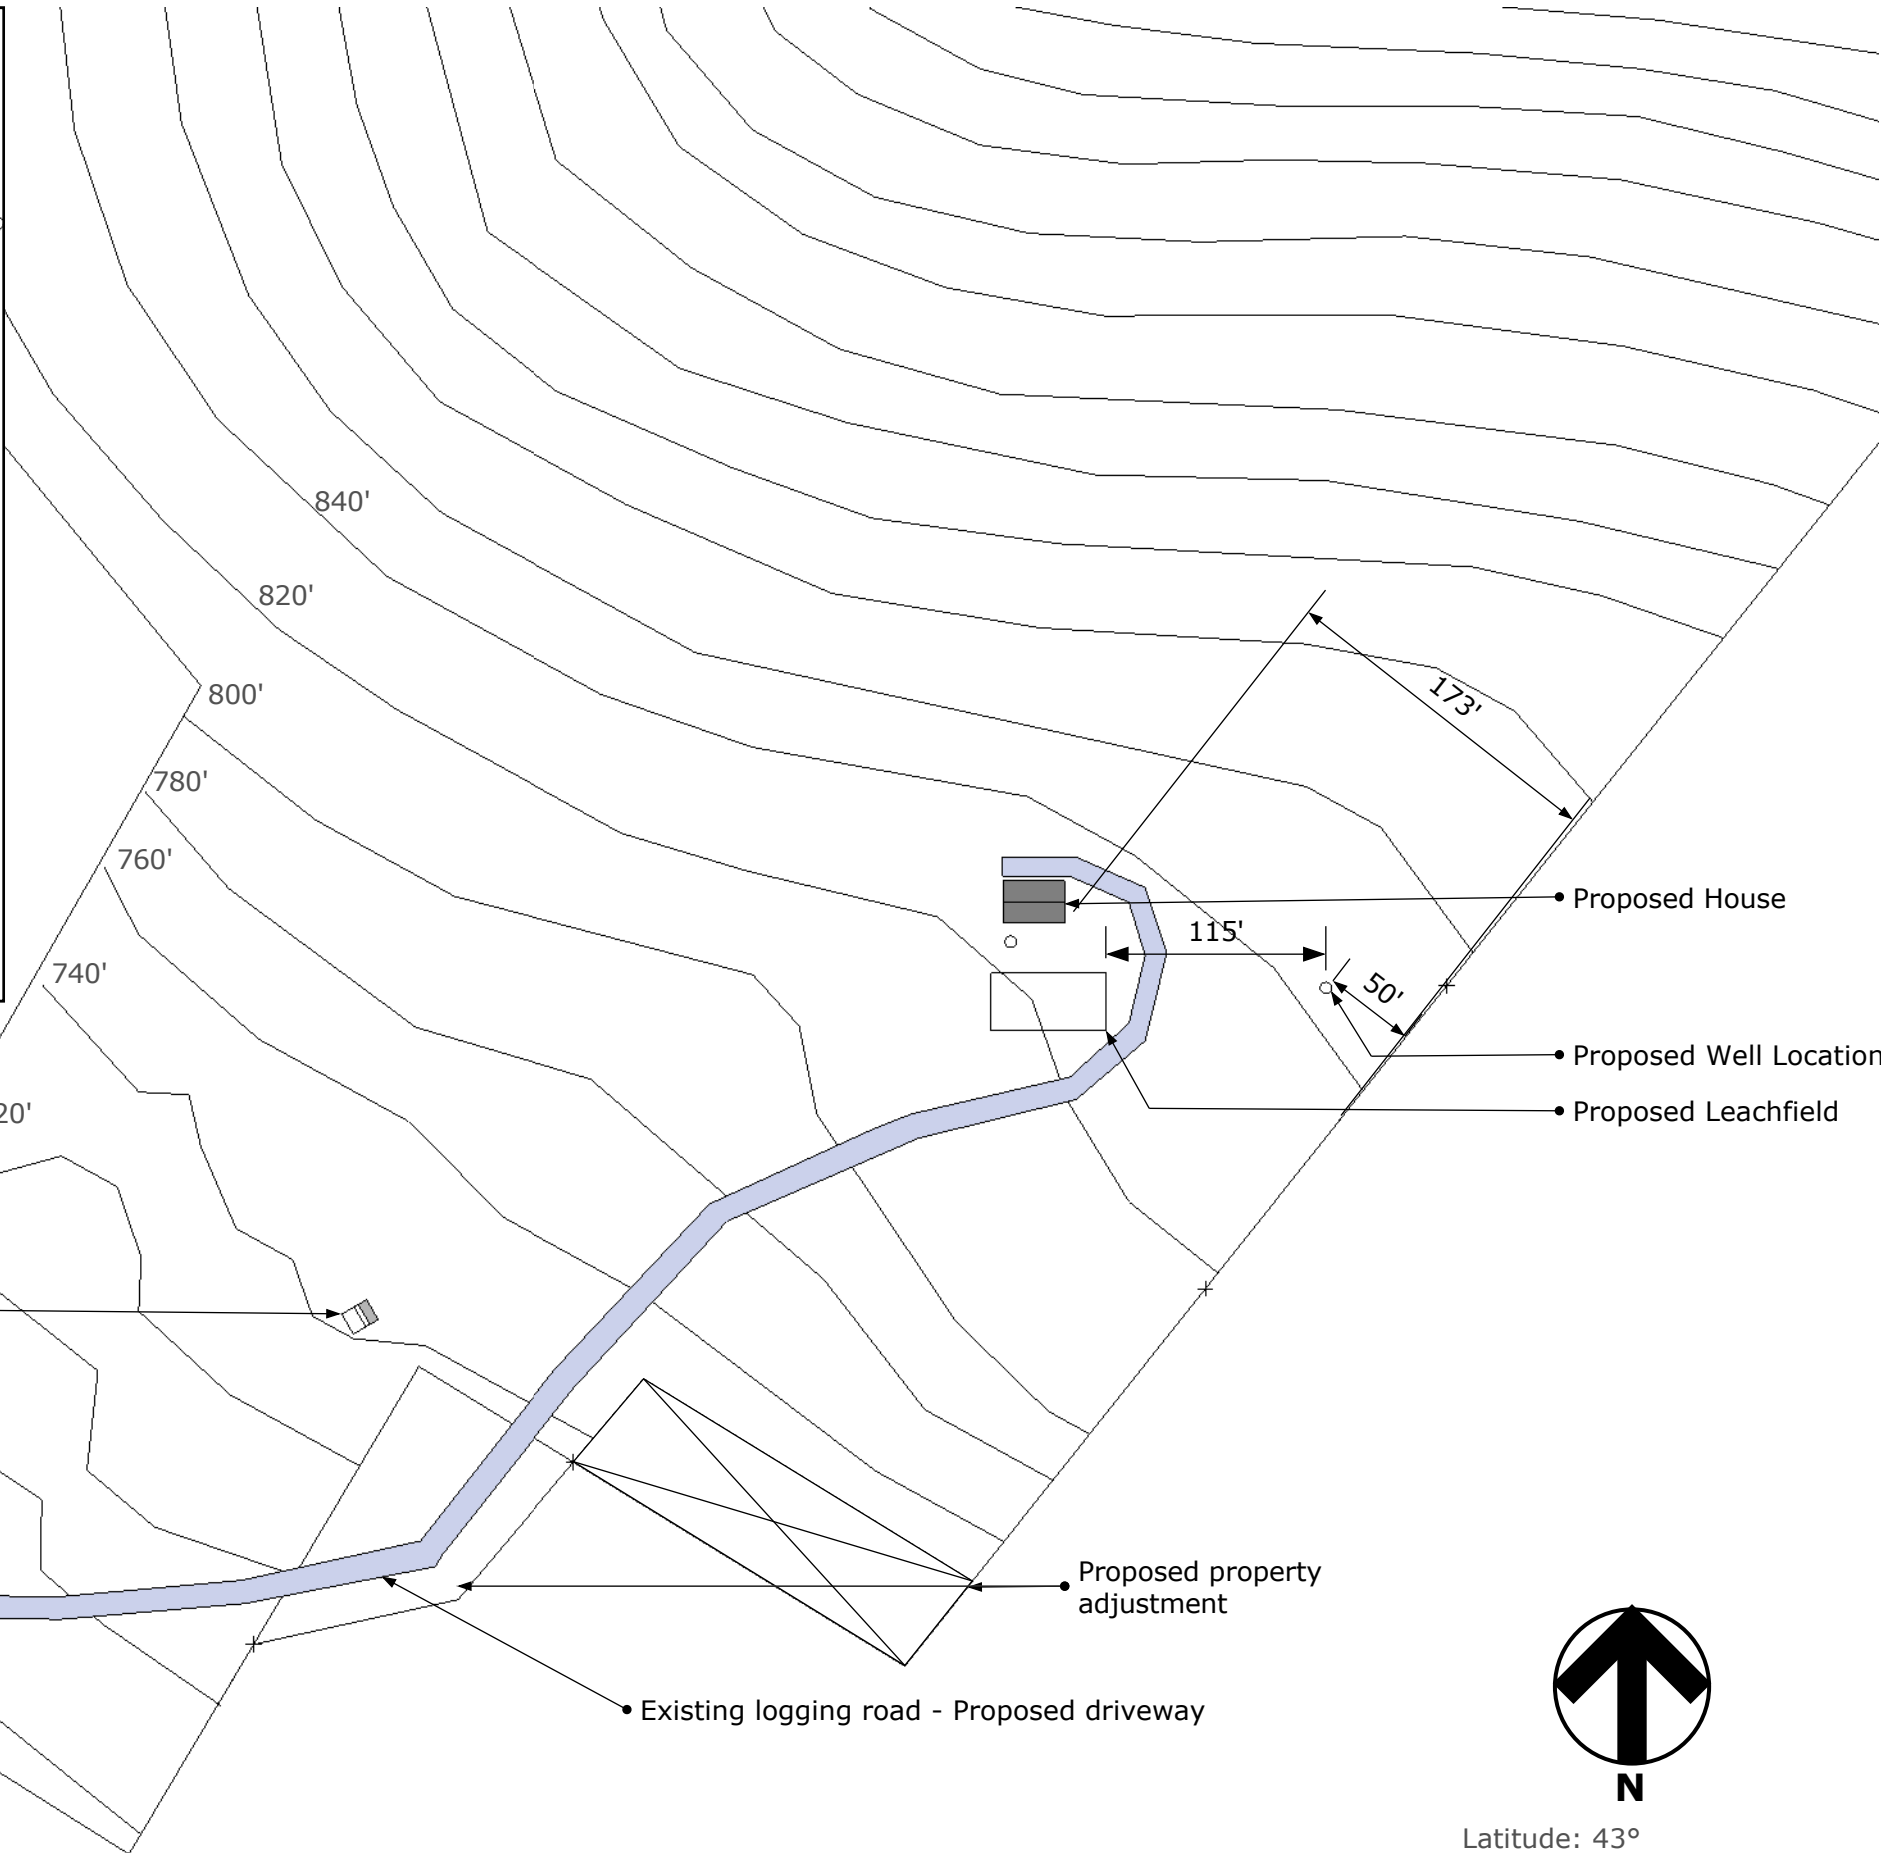 840'
820'
173'
800'
780'
760'
Proposed House
115'
740'
50'
Proposed Well Location
20'
Proposed Leachfield
Proposed property
adjustment
Existing logging road - Proposed driveway
N
Latitude: 43°